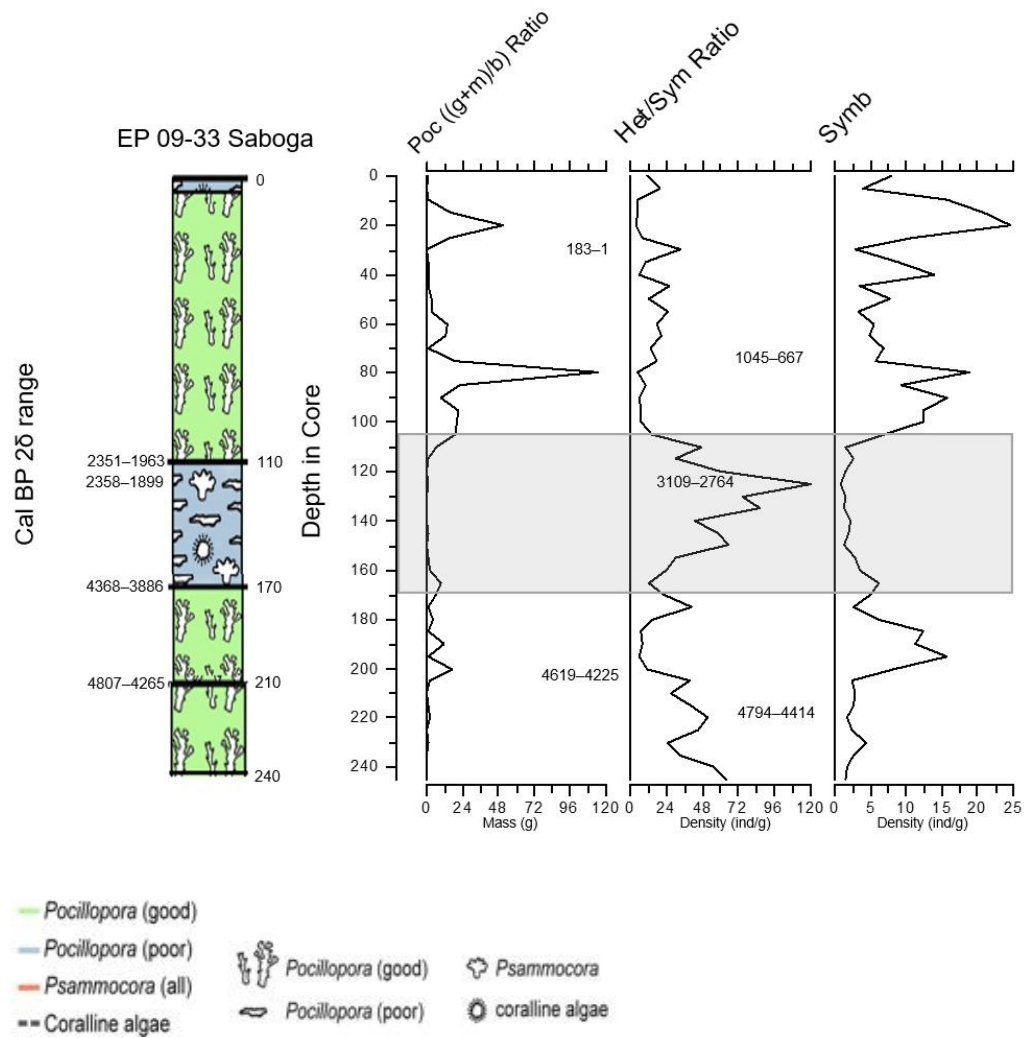 Poc ((g+m)/b) Ratio
Het/Sym Ratio
Symb
EP 09-33 Saboga
Cal BP 2δ range
Depth in Core
0
2351–1963
110
2358–1899
4368–3886
170
4807–4265
210
240
0
20
40
60
80
100
120
140
160
180
200
220
240
183–1
1045–667
3109–2764
4619–4225
4794–4414
0 24 48 72 96 120
Mass (g)
0 24 48 72 96 120
Density (ind/g)
0 5 10 15 20 25
Density (ind/g)
Pocillopora (good)
Pocillopora (poor)
Psammocora (all)
Coralline algae
Pocillopora (good)
Pocillopora (poor)
Psammocora
coralline algae